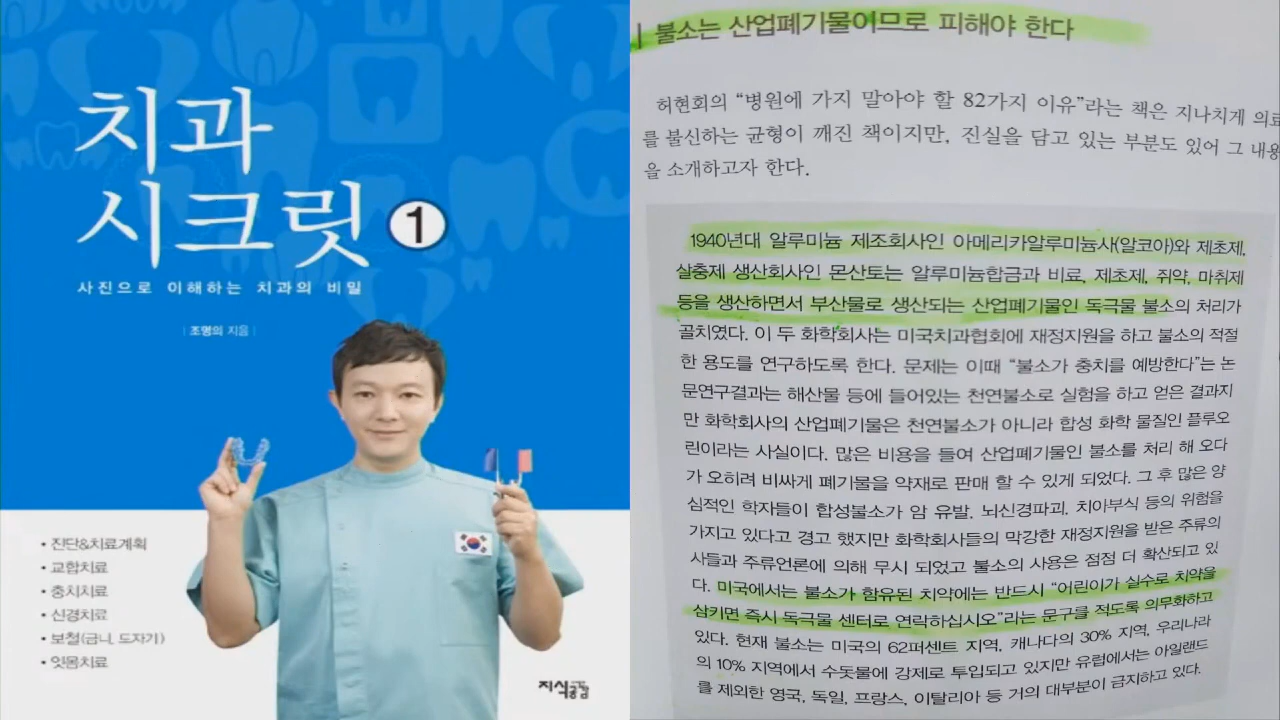 치과
시크릿 1
사진으로 이해하는 치과의 비밀
| 조명의 지음 |
• 진단&치료계획
• 교합치료
• 충치치료
• 신경치료
• 보철(금니, 도자기)
• 잇몸치료
지식공감
불소는 산업폐기물이므로 피해야 한다
허현회의 “병원에 가지 말아야 할 82가지 이유”라는 책은 지나치게 의료
를 불신하는 균형이 깨진 책이지만, 진실을 담고 있는 부분도 있어 그 내용
을 소개하고자 한다.
1940년대 알루미늄 제조회사인 아메리카알루미늄사(알코아)와 제초제,
살충제 생산회사인 몬산토는 알루미늄합금과 비료, 제초제, 쥐약, 마취제
등을 생산하면서 부산물로 생산되는 산업폐기물인 독극물 불소의 처리가
골치였다. 이 두 화학회사는 미국치과협회에 재정지원을 하고 불소의 적절
한 용도를 연구하도록 한다. 문제는 이때 “불소가 충치를 예방한다”는 논
문연구결과는 해산물 등에 들어있는 천연불소로 실험을 하고 얻은 결과지
만 화학회사의 산업폐기물은 천연불소가 아니라 합성 화학 물질인 플루오
린이라는 사실이다. 많은 비용을 들여 산업폐기물인 불소를 처리 해 오다
가 오히려 비싸게 폐기물을 약재로 판매 할 수 있게 되었다. 그 후 많은 양
심적인 학자들이 합성불소가 암 유발, 뇌신경파괴, 치아부식 등의 위험을
가지고 있다고 경고 했지만 화학회사들의 막강한 재정지원을 받은 주류의
사들과 주류언론에 의해 무시 되었고 불소의 사용은 점점 더 확산되고 있
다. 미국에서는 불소가 함유된 치약에는 반드시 “어린이가 실수로 치약을
삼키면 즉시 독극물 센터로 연락하십시오”라는 문구를 적도록 의무화하고
있다. 현재 불소는 미국의 62퍼센트 지역, 캐나다의 30% 지역, 우리나라
의 10% 지역에서 수돗물에 강제로 투입되고 있지만 유럽에서는 아일랜드
를 제외한 영국, 독일, 프랑스, 이탈리아 등 거의 대부분이 금지하고 있다.